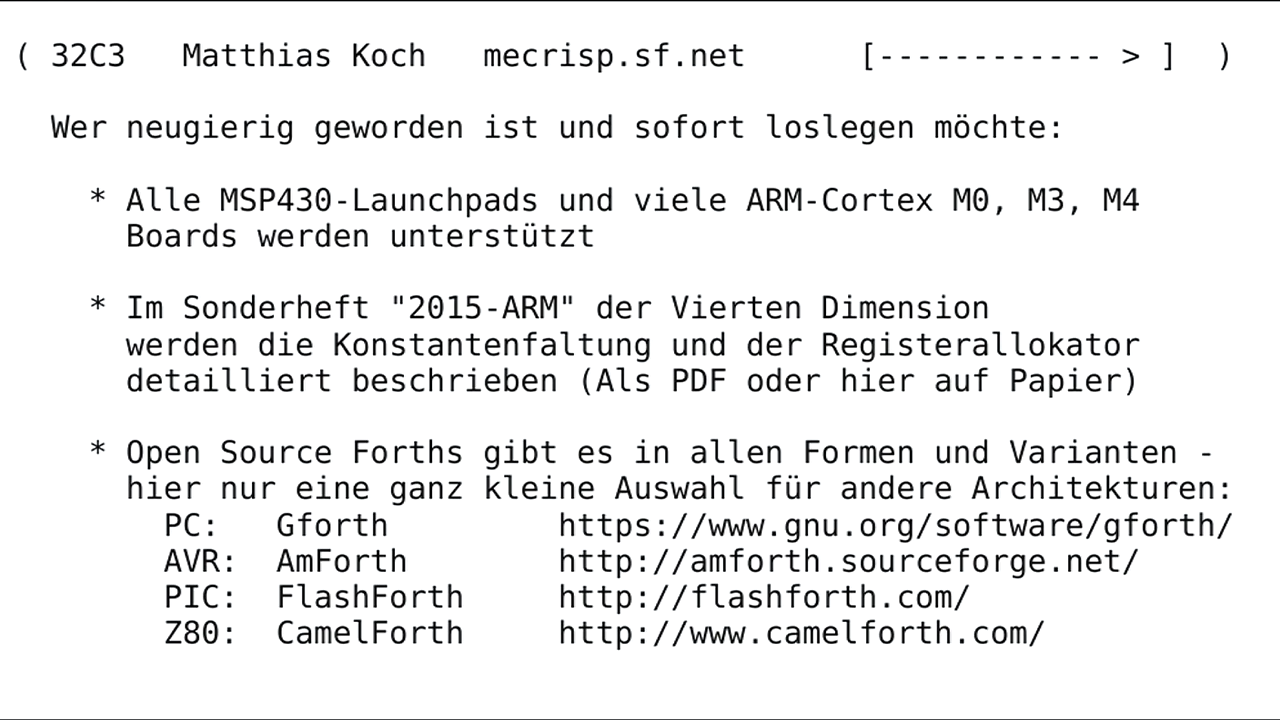 ( 32C3   Matthias Koch   mecrisp.sf.net      [------------ > ]  )
Wer neugierig geworden ist und sofort loslegen möchte:
* Alle MSP430-Launchpads und viele ARM-Cortex M0, M3, M4
Boards werden unterstützt
* Im Sonderheft "2015-ARM" der Vierten Dimension
werden die Konstantenfaltung und der Registerallokator
detailliert beschrieben (Als PDF oder hier auf Papier)
* Open Source Forths gibt es in allen Formen und Varianten -
hier nur eine ganz kleine Auswahl für andere Architekturen:
PC:   Gforth         https://www.gnu.org/software/gforth/
AVR:  AmForth        http://amforth.sourceforge.net/
PIC:  FlashForth     http://flashforth.com/
Z80:  CamelForth     http://www.camelforth.com/